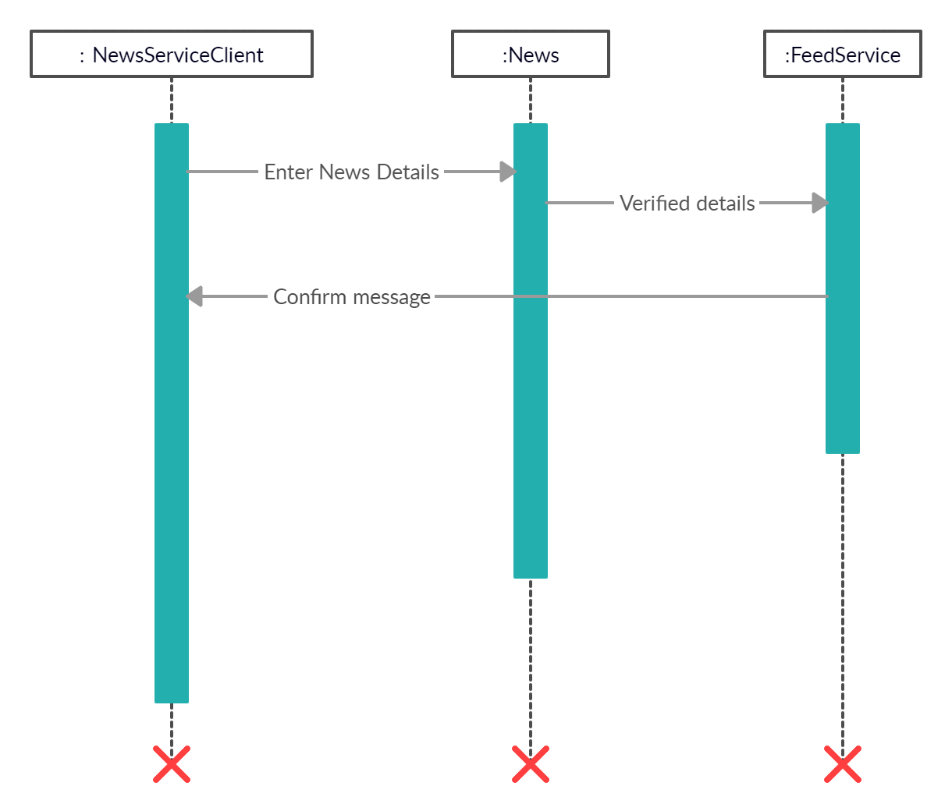 : NewsServiceClient
:News
:FeedService
Enter News Details
Verified details
Confirm message